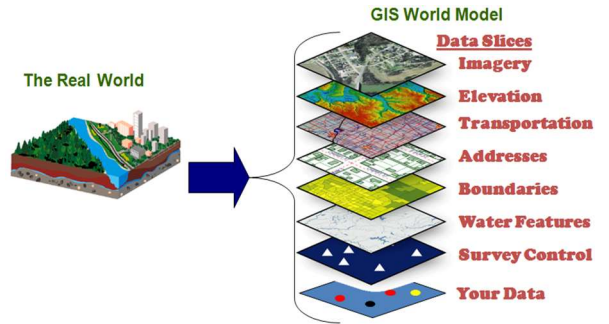 GIS World Model
Data Slices
The Real World
Imagery
Elevation
Transportation
Addresses
Boundaries
Water Features
Survey Control
Your Data